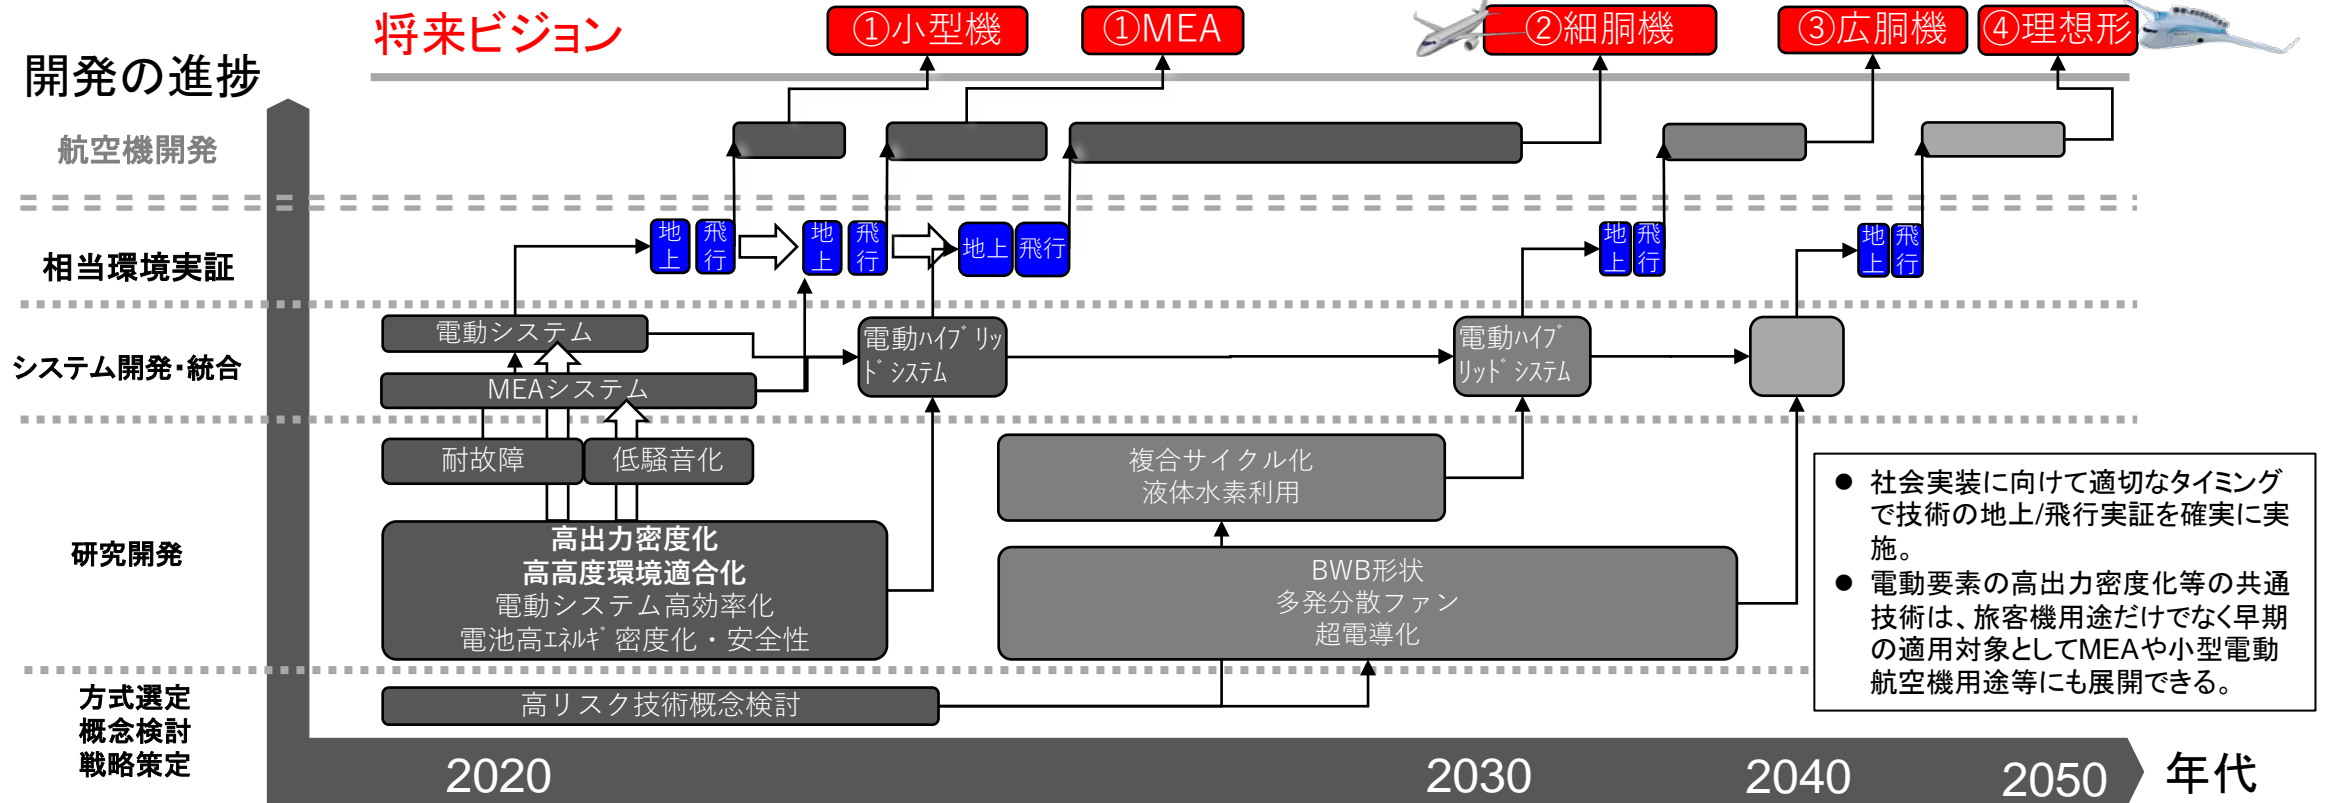 将来ビジョン
①小型機
①MEA
②細胴機
③広胴機
④理想形
開発の進捗
航空機開発
相当環境実証
地上
飛行
地上
飛行
地上
飛行
地上
飛行
地上
飛行
システム開発・統合
電動システム
MEAシステム
電動ﾊｲﾌﾞﾘｯ
ﾄﾞｼｽﾃﾑ
電動ﾊｲﾌﾞ
ﾘｯﾄﾞｼｽﾃﾑ
研究開発
耐故障
低騒音化
高出力密度化
高高度環境適合化
電動システム高効率化
電池高ｴﾈﾙｷﾞ密度化・安全性
複合サイクル化
液体水素利用
BWB形状
多発分散ファン
超電導化
● 社会実装に向けて適切なタイミング
で技術の地上/飛行実証を確実に実
施。
● 電動要素の高出力密度化等の共通
技術は、旅客機用途だけでなく早期
の適用対象としてMEAや小型電動
航空機用途等にも展開できる。
方式選定
概念検討
戦略策定
高リスク技術概念検討
2020
2030
2040
2050
年代